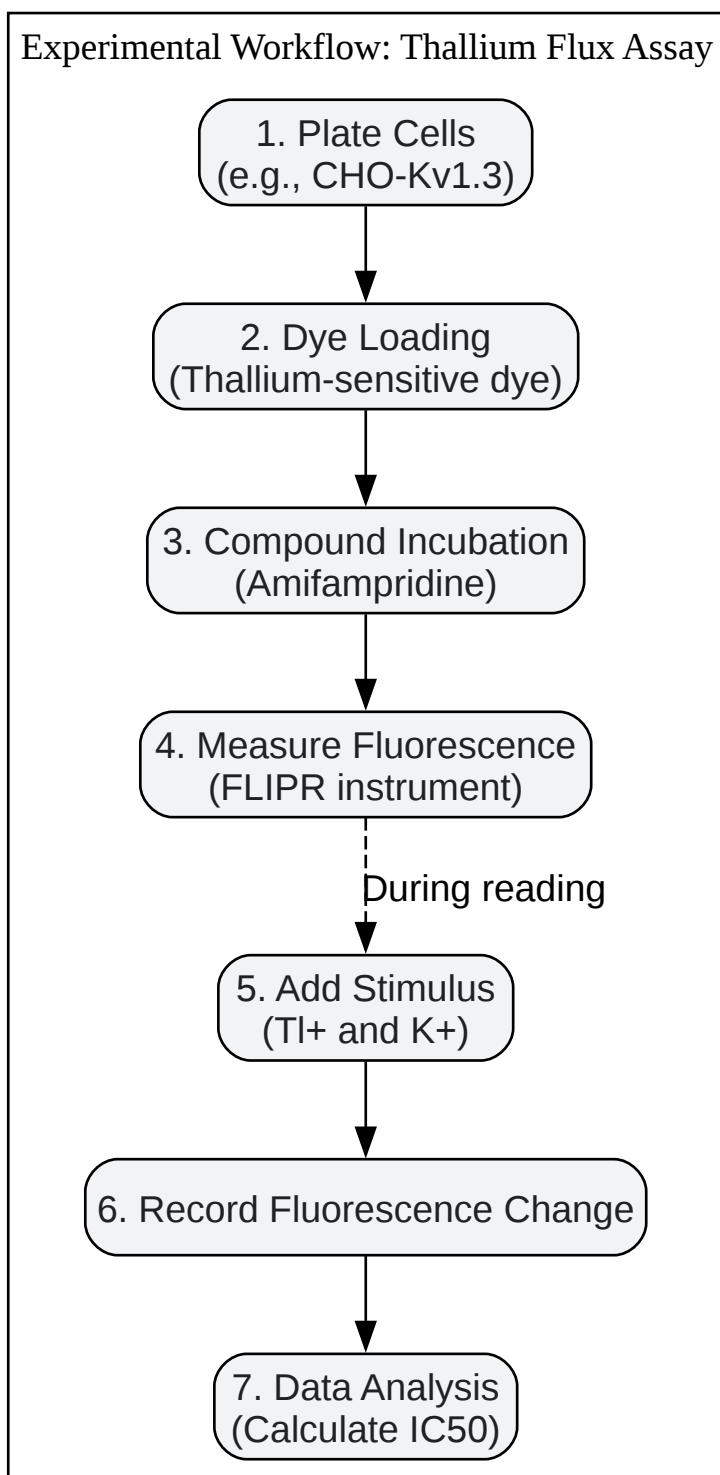 Experimental Workflow: Thallium Flux Assay
1. Plate Cells
(e.g., CHO-Kv1.3)
2. Dye Loading
(Thallium-sensitive dye)
3. Compound Incubation
(Amifampridine)
4. Measure Fluorescence
(FLIPR instrument)
During reading
5. Add Stimulus
(Tl+ and K+)
6. Record Fluorescence Change
7. Data Analysis
(Calculate IC50)